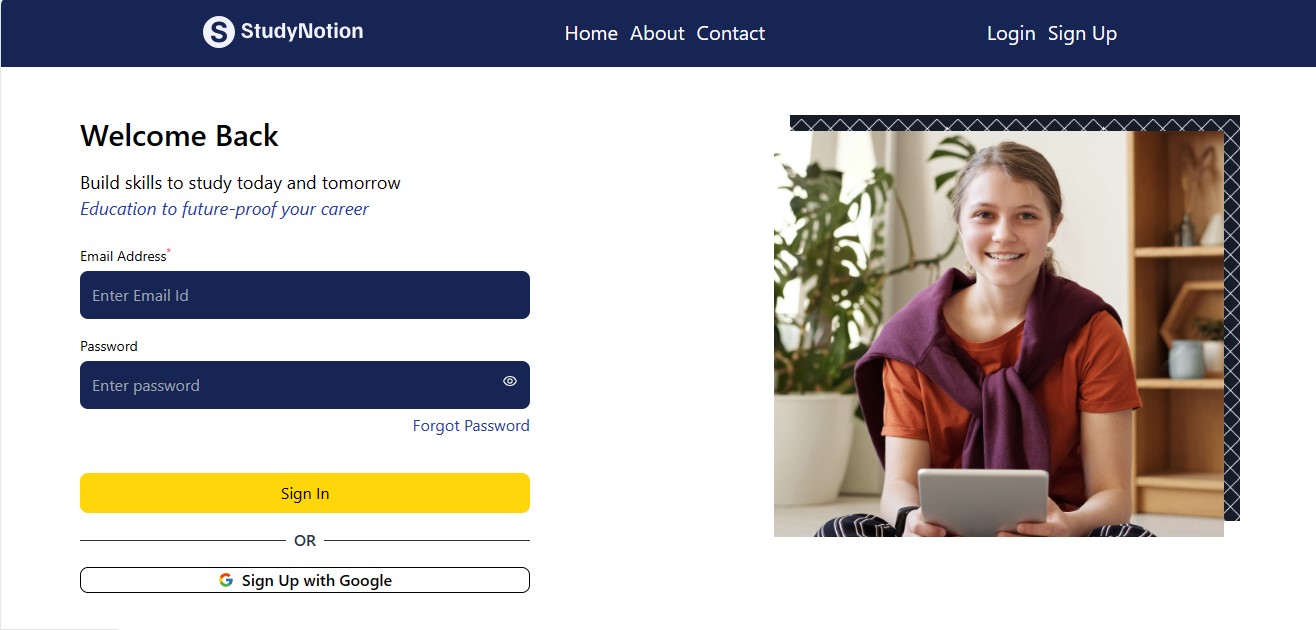 StudyNotion
Home About Contact
Login Sign Up
Welcome Back
Build skills to study today and tomorrow
Education to future-proof your career
Email Address*
Enter Email Id
Password
Enter password
Forgot Password
Sign In
OR
Sign Up with Google